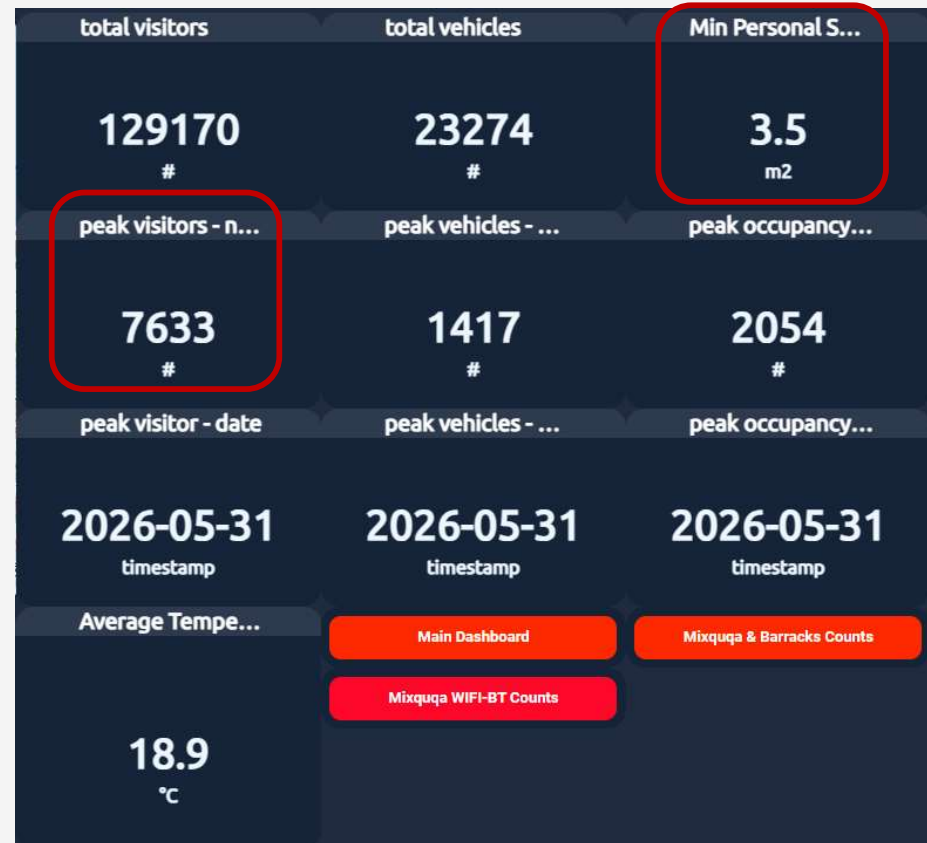 total visitors
total vehicles
Min Personal S...
129170
#
23274
#
3.5
m2
peak visitors - n...
peak vehicles - ...
peak occupancy...
7633
#
1417
#
2054
#
peak visitor - date
peak vehicles - ...
peak occupancy...
2026-05-31
timestamp
2026-05-31
timestamp
2026-05-31
timestamp
Average Tempe...
Main Dashboard
Mixquqa & Barracks Counts
Mixquqa WIFI-BT Counts
18.9
°C